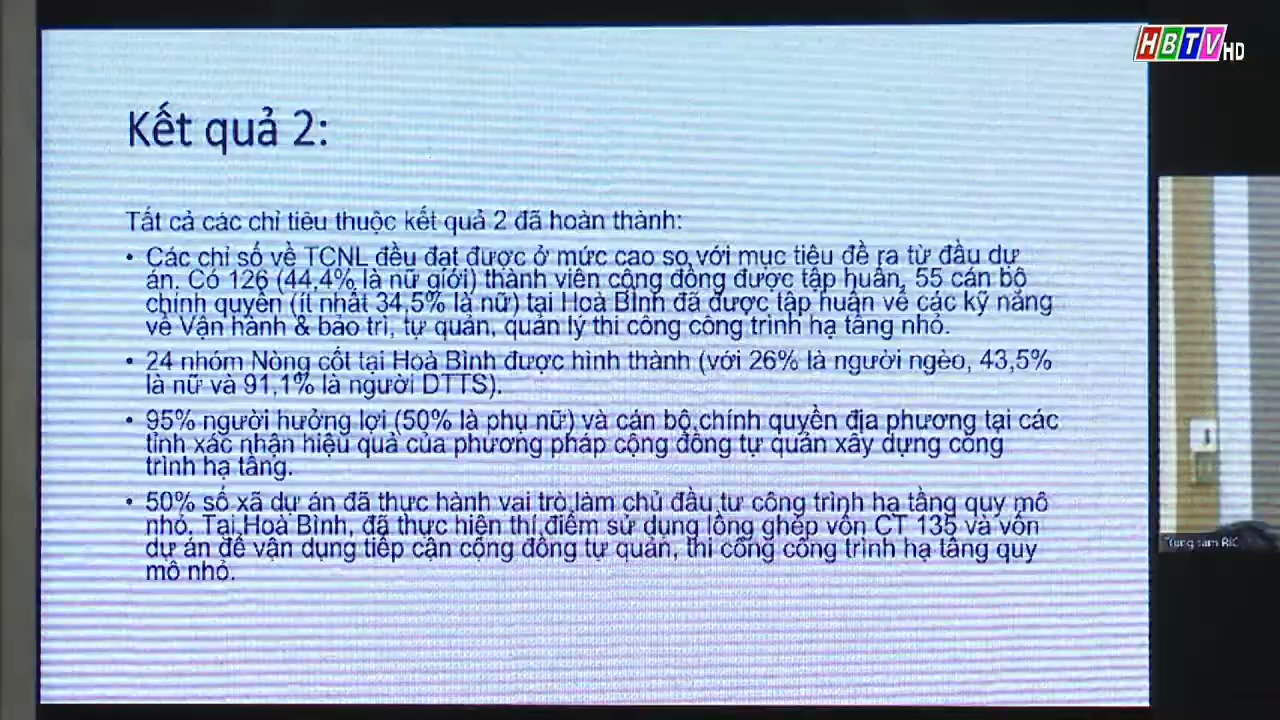 HBTV HD
Kết quả 2:
Tất cả các chỉ tiêu thuộc kết quả 2 đã hoàn thành:
• Các chỉ số về TCNL đều đạt được ở mức cao so với mục tiêu đề ra từ đầu dự
án. Có 126 (44,4% là nữ giới) thành viên cộng đồng được tập huấn, 55 cán bộ
chính quyền (ít nhất 34,5% là nữ) tại Hoà Bình đã được tập huấn về các kỹ năng
về Vận hành & bảo trì, tự quản, quản lý thi công công trình hạ tầng nhỏ.
• 24 nhóm Nòng cốt tại Hoà Bình được hình thành (với 26% là người ngèo, 43,5%
là nữ và 91,1% là người DTTS).
• 95% người hưởng lợi (50% là phụ nữ) và cán bộ chính quyền địa phương tại các
tỉnh xác nhận hiệu quả của phương pháp cộng đồng tự quản xây dựng công
trình hạ tầng.
• 50% số xã dự án đã thực hành vai trò làm chủ đầu tư công trình hạ tầng quy mô
nhỏ. Tại Hoà Bình, đã thực hiện thí điểm sử dụng lồng ghép vốn CT 135 và vốn
dự án để vận dụng tiếp cận cộng đồng tự quản, thi công công trình hạ tầng quy
mô nhỏ.
Trung tâm RIC